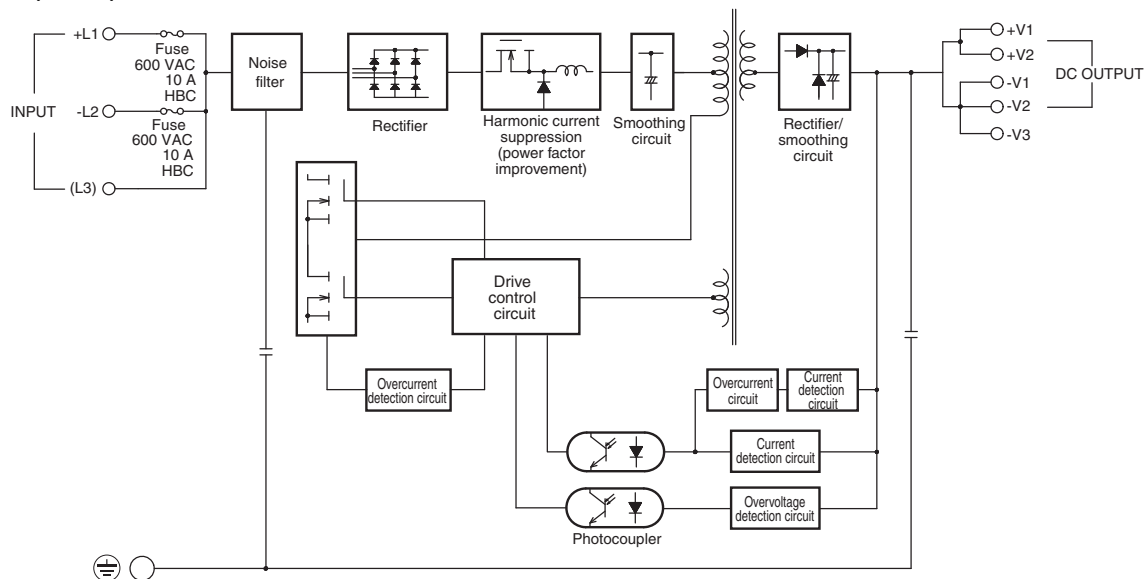 +L1
Fuse
600 VAC
10 A
HBC
INPUT
-L2
Fuse
600 VAC
10 A
HBC
(L3)
Noise
filter
Rectifier
Harmonic current
suppression
(power factor
improvement)
Smoothing
circuit
Rectifier/
smoothing
circuit
+V1
+V2
-V1
-V2
-V3
DC OUTPUT
Drive
control
circuit
Overcurrent
detection circuit
Overcurrent
circuit
Current
detection
circuit
Current
detection circuit
Overvoltage
detection circuit
Photocoupler